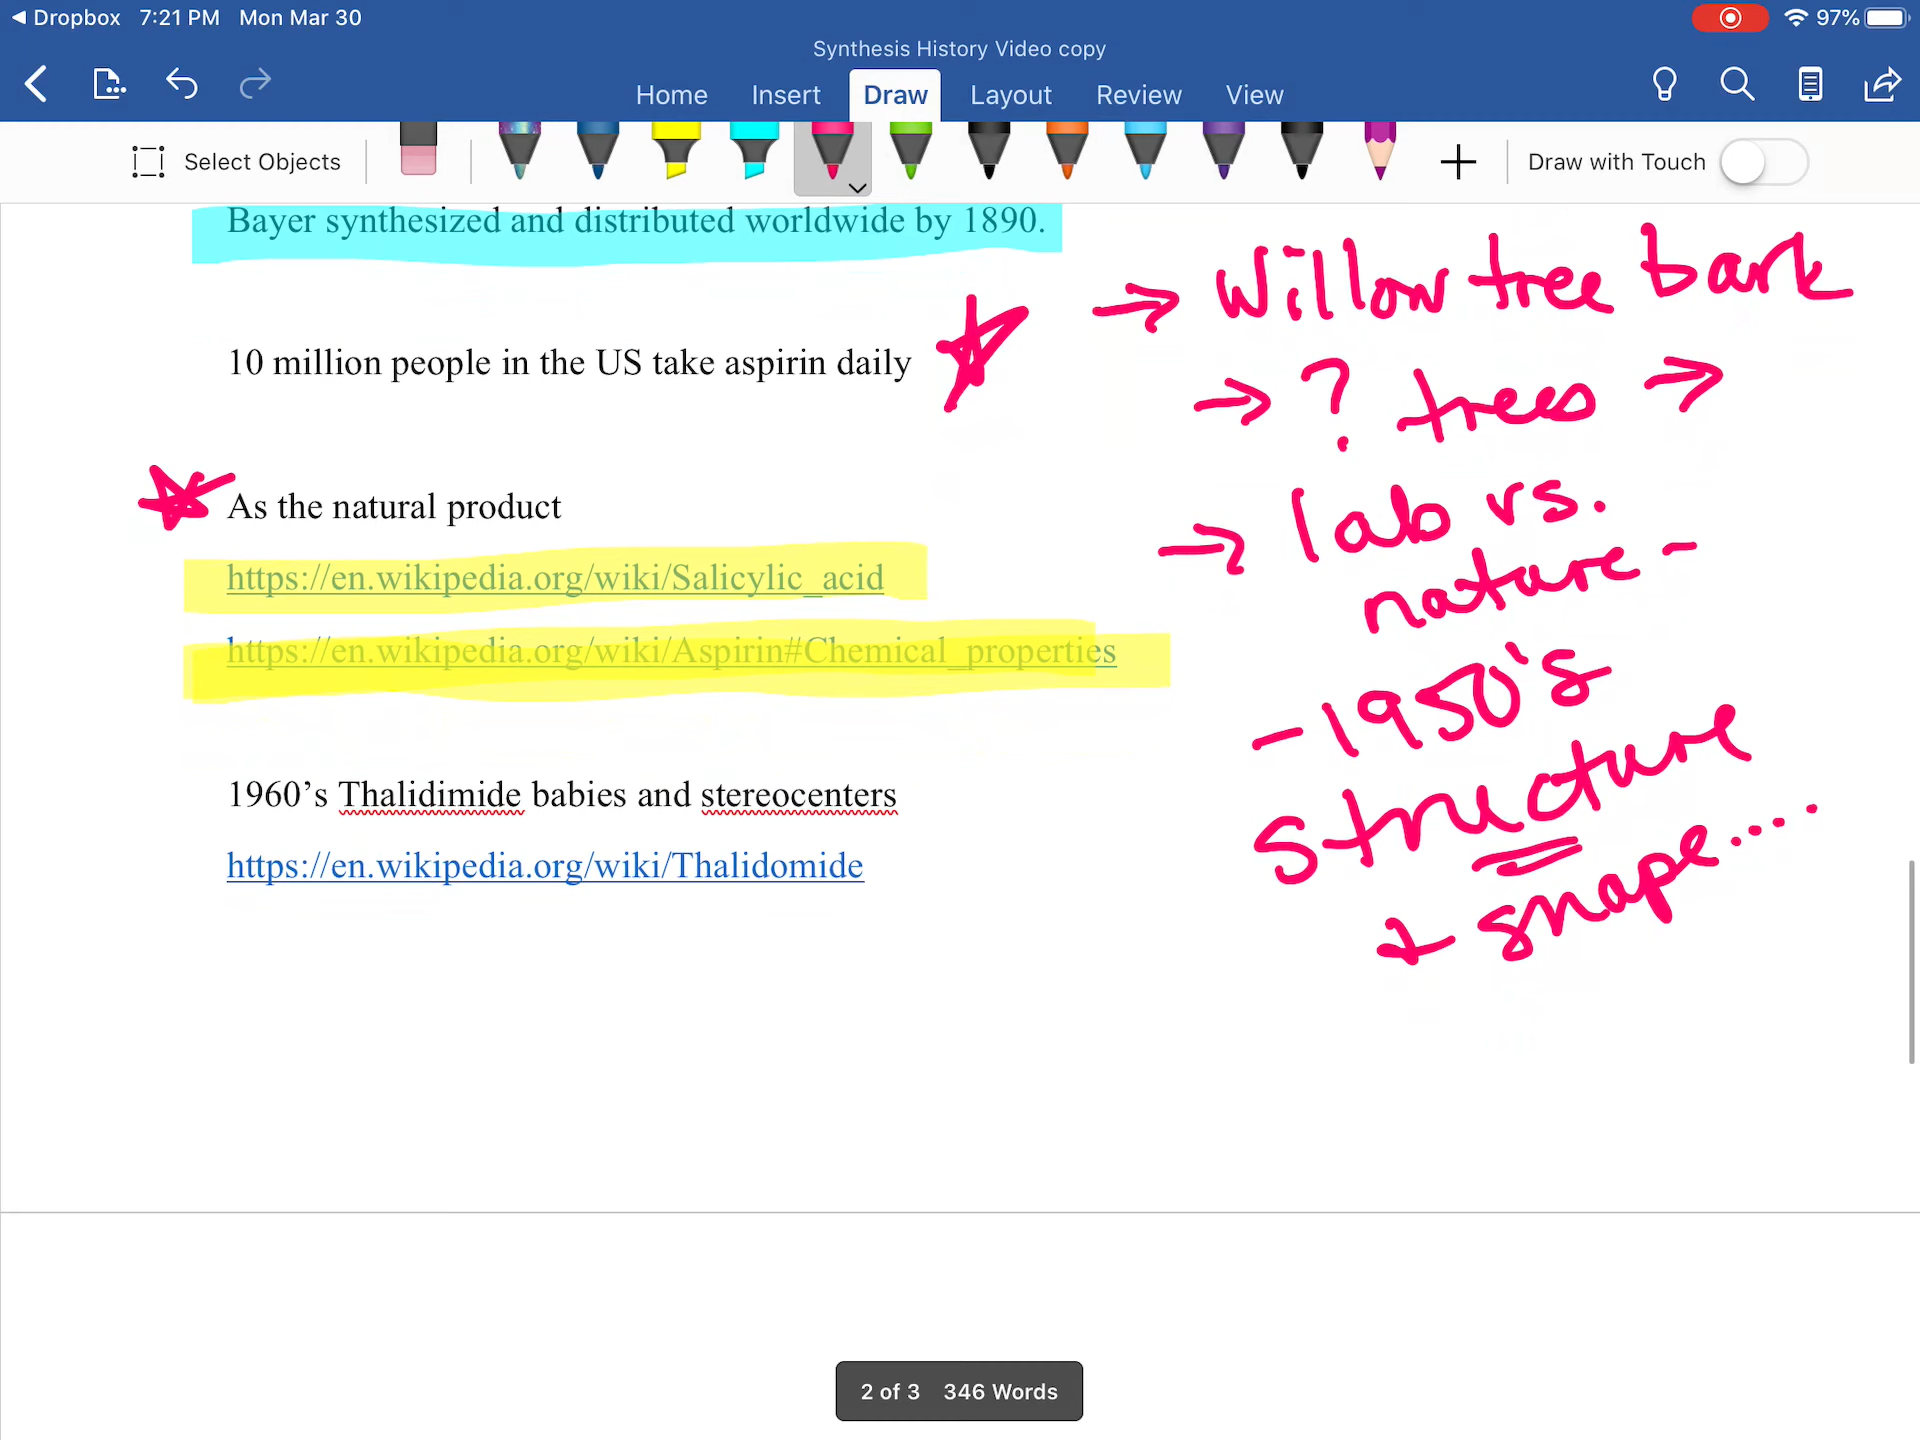 Dropbox 7:21 PM Mon Mar 30 97%
Synthesis History Video copy
Home Insert Draw Layout Review View
Select Objects Draw with Touch
Bayer synthesized and distributed worldwide by 1890.
→ Willow tree bark
10 million people in the US take aspirin daily
→ ? trees →
As the natural product
→ lab vs.
nature -
https://en.wikipedia.org/wiki/Salicylic_acid
https://en.wikipedia.org/wiki/Aspirin#Chemical_properties
- 1950's
structure
+ shape....
1960’s Thalidimide babies and stereocenters
https://en.wikipedia.org/wiki/Thalidomide
2 of 3 346 Words